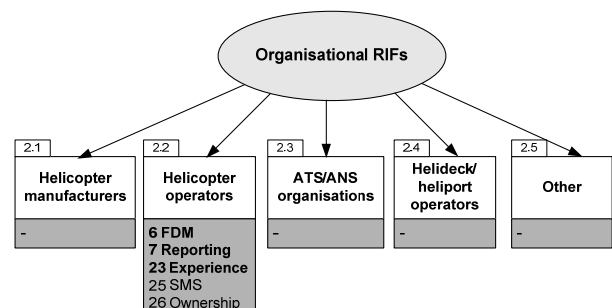 Organisational RIFs
2.1
Helicopter
manufacturers
-
2.2
Helicopter
operators
6 FDM
7 Reporting
23 Experience
25 SMS
26 Ownership
2.3
ATS/ANS
organisations
-
2.4
Helideck/
heliport
operators
-
2.5
Other
-